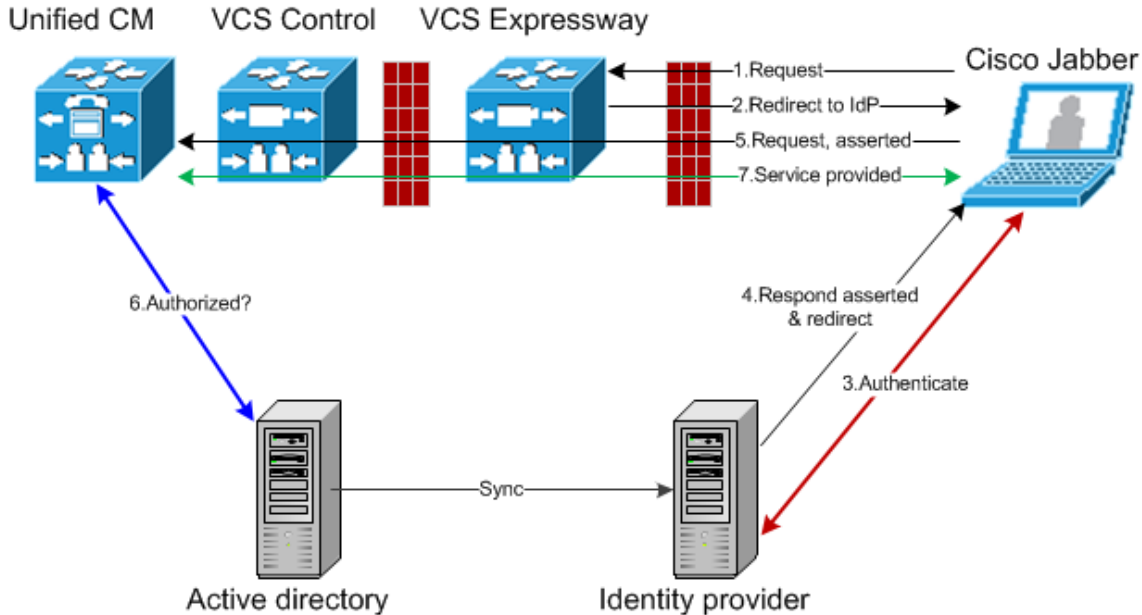 Unified CM
VCS Control
VCS Expressway
Cisco Jabber
1.Request
2.Redirect to IdP
5.Request, asserted
7.Service provided
6.Authorized?
4.Respond asserted
& redirect
3.Authenticate
Sync
Active directory
Identity provider